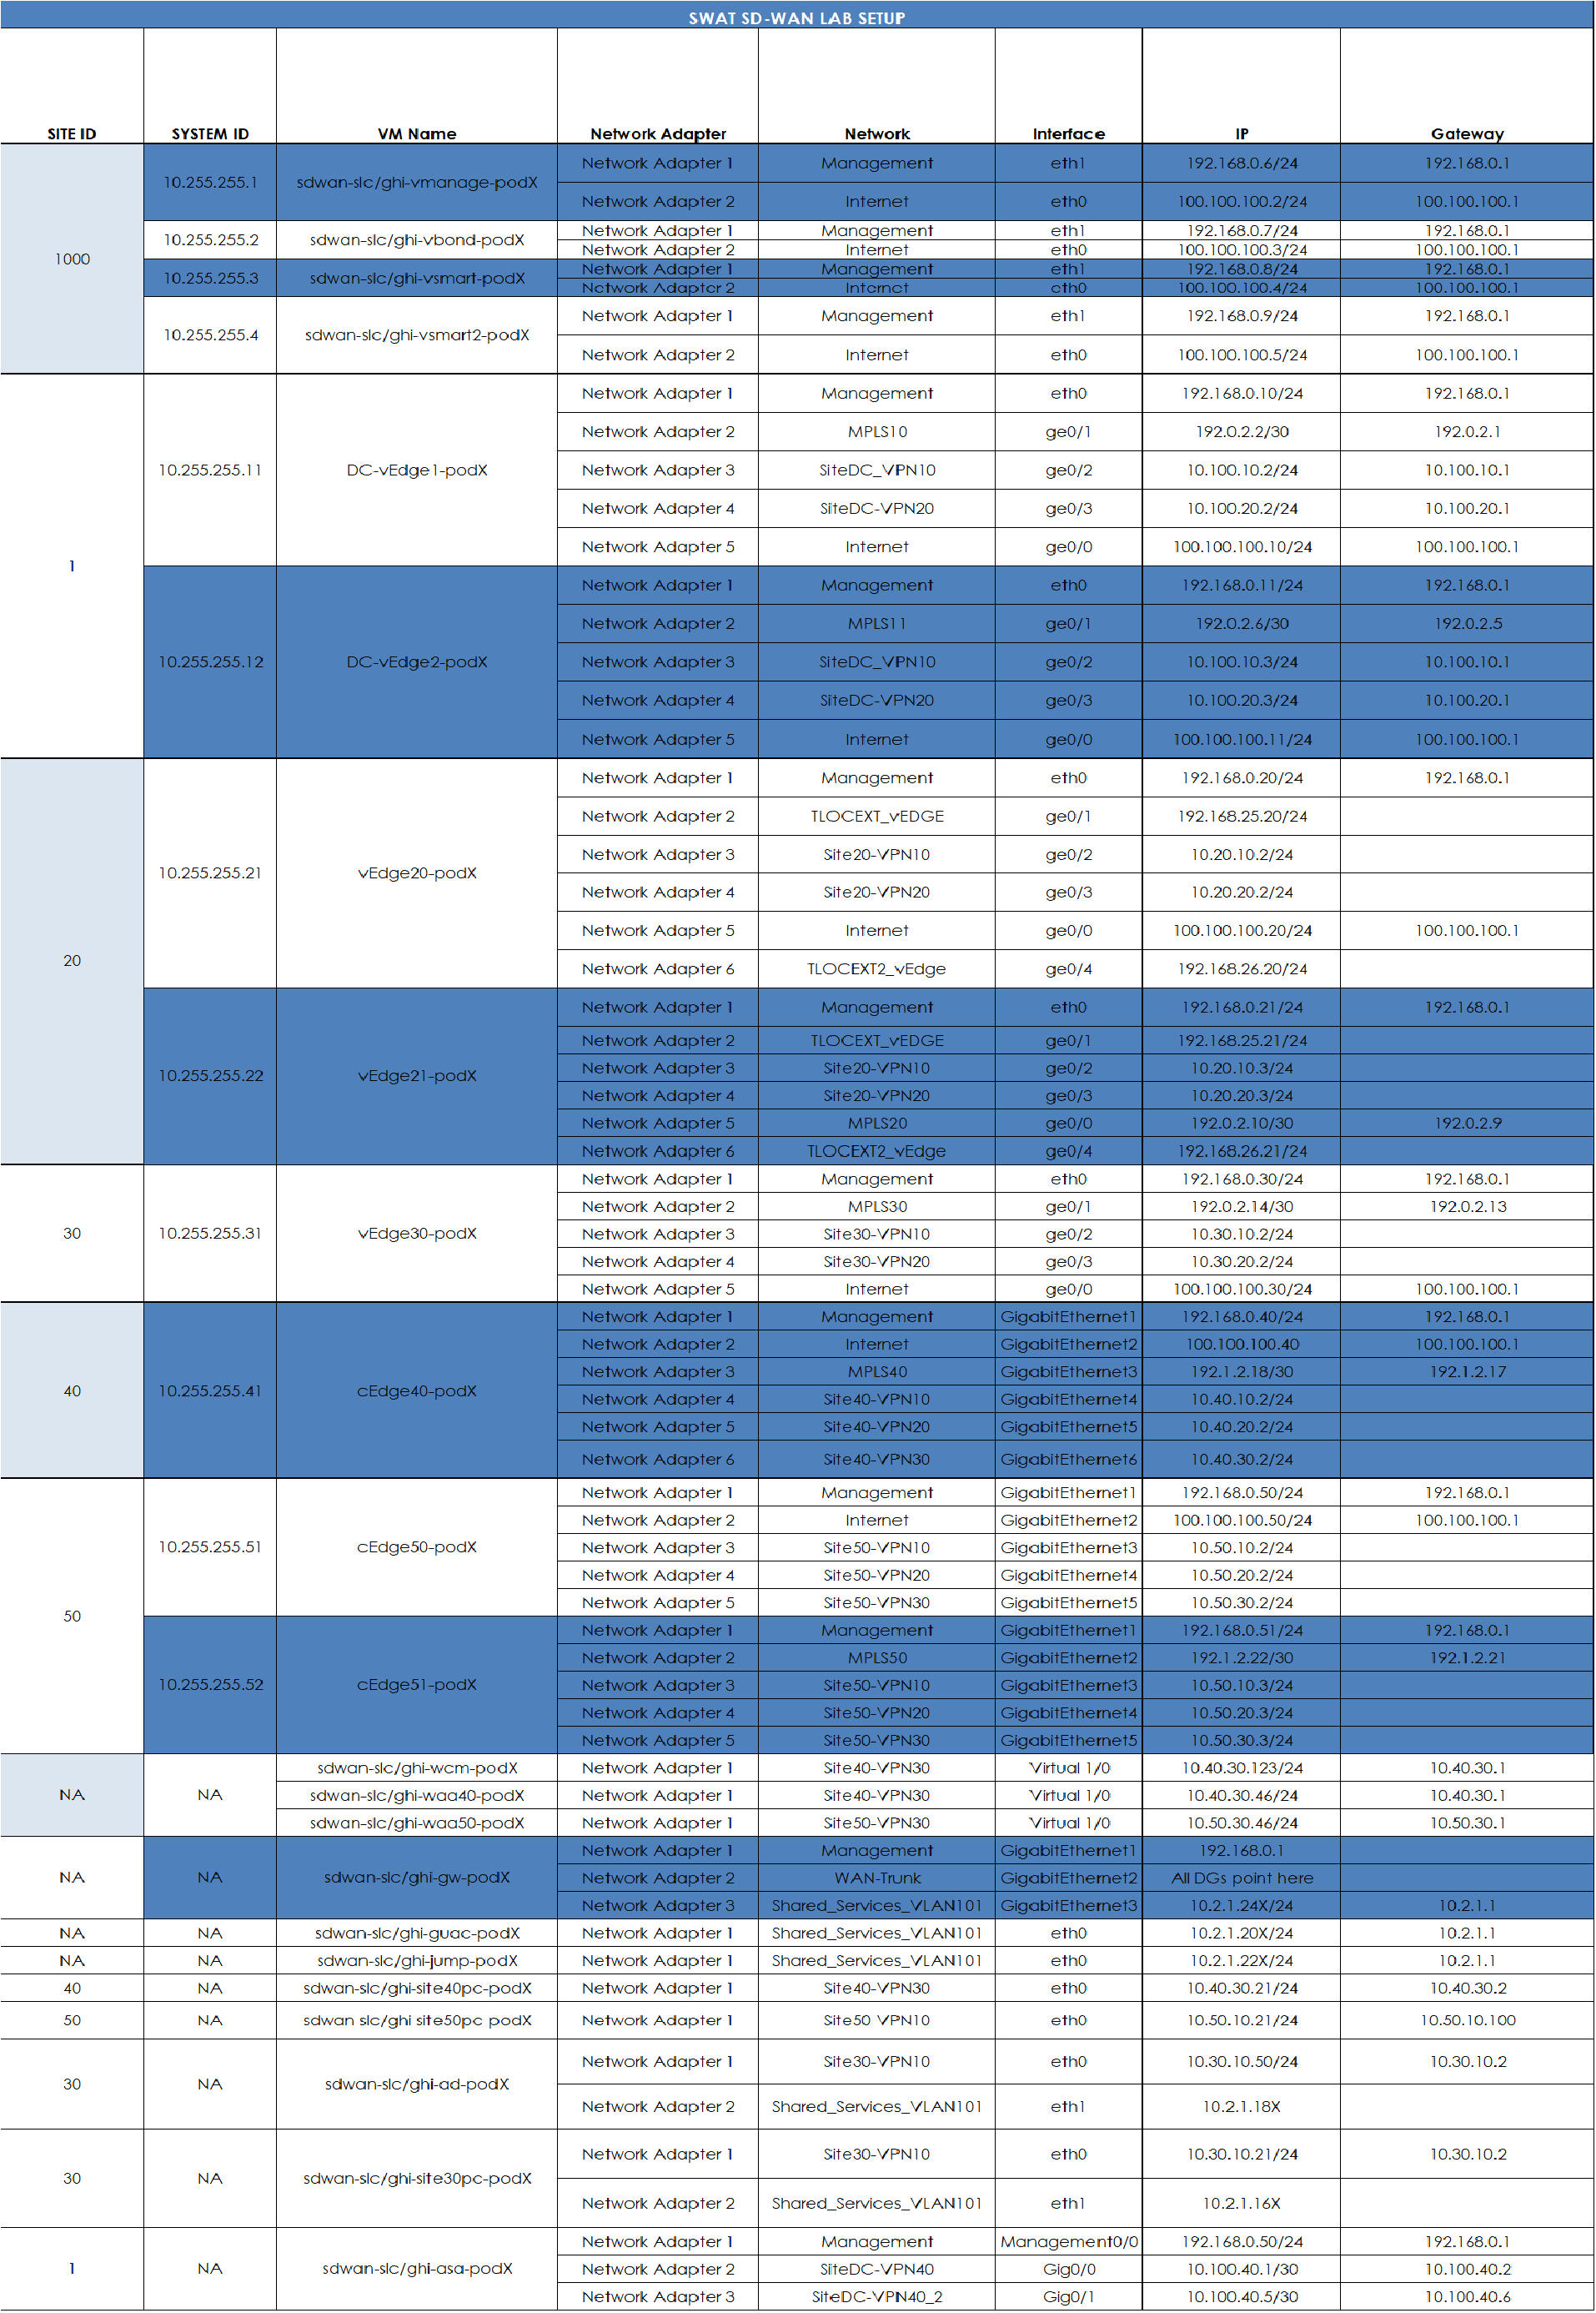 SWAT SD-WAN LAB SETUP
SITE ID SYSTEM ID VM Name Network Adapter Network Interface IP Gateway
1000 10.255.255.1 sdwan-slc/ghi-vmanage-podX Network Adapter 1 Management eth1 192.168.0.6/24 192.168.0.1
Network Adapter 2 Internet eth0 100.100.100.2/24 100.100.100.1
10.255.255.2 sdwan-slc/ghi-vbond-podX Network Adapter 1 Management eth1 192.168.0.7/24 192.168.0.1
Network Adapter 2 Internet eth0 100.100.100.3/24 100.100.100.1
10.255.255.3 sdwan-slc/ghi-vsmart-podX Network Adapter 1 Management eth1 192.168.0.8/24 192.168.0.1
Network Adapter 2 Internet eth0 100.100.100.4/24 100.100.100.1
10.255.255.4 sdwan-slc/ghi-vsmart2-podX Network Adapter 1 Management eth1 192.168.0.9/24 192.168.0.1
Network Adapter 2 Internet eth0 100.100.100.5/24 100.100.100.1
1 10.255.255.11 DC-vEdge1-podX Network Adapter 1 Management eth0 192.168.0.10/24 192.168.0.1
Network Adapter 2 MPLS10 ge0/1 192.0.2.2/30 192.0.2.1
Network Adapter 3 SiteDC_VPN10 ge0/2 10.100.10.2/24 10.100.10.1
Network Adapter 4 SiteDC-VPN20 ge0/3 10.100.20.2/24 10.100.20.1
Network Adapter 5 Internet ge0/0 100.100.100.10/24 100.100.100.1
10.255.255.12 DC-vEdge2-podX Network Adapter 1 Management eth0 192.168.0.11/24 192.168.0.1
Network Adapter 2 MPLS11 ge0/1 192.0.2.6/30 192.0.2.5
Network Adapter 3 SiteDC_VPN10 ge0/2 10.100.10.3/24 10.100.10.1
Network Adapter 4 SiteDC-VPN20 ge0/3 10.100.20.3/24 10.100.20.1
Network Adapter 5 Internet ge0/0 100.100.100.11/24 100.100.100.1
20 10.255.255.21 vEdge20-podX Network Adapter 1 Management eth0 192.168.0.20/24 192.168.0.1
Network Adapter 2 TLOCEXT_vEDGE ge0/1 192.168.25.20/24
Network Adapter 3 Site20-VPN10 ge0/2 10.20.10.2/24
Network Adapter 4 Site20-VPN20 ge0/3 10.20.20.2/24
Network Adapter 5 Internet ge0/0 100.100.100.20/24 100.100.100.1
Network Adapter 6 TLOCEXT2_vEdge ge0/4 192.168.26.20/24
10.255.255.22 vEdge21-podX Network Adapter 1 Management eth0 192.168.0.21/24 192.168.0.1
Network Adapter 2 TLOCEXT_vEDGE ge0/1 192.168.25.21/24
Network Adapter 3 Site20-VPN10 ge0/2 10.20.10.3/24
Network Adapter 4 Site20-VPN20 ge0/3 10.20.20.3/24
Network Adapter 5 MPLS20 ge0/0 192.0.2.10/30 192.0.2.9
Network Adapter 6 TLOCEXT2_vEdge ge0/4 192.168.26.21/24
30 10.255.255.31 vEdge30-podX Network Adapter 1 Management eth0 192.168.0.30/24 192.168.0.1
Network Adapter 2 MPLS30 ge0/1 192.0.2.14/30 192.0.2.13
Network Adapter 3 Site30-VPN10 ge0/2 10.30.10.2/24
Network Adapter 4 Site30-VPN20 ge0/3 10.30.20.2/24
Network Adapter 5 Internet ge0/0 100.100.100.30/24 100.100.100.1
40 10.255.255.41 cEdge40-podX Network Adapter 1 Management GigabitEthernet1 192.168.0.40/24 192.168.0.1
Network Adapter 2 Internet GigabitEthernet2 100.100.100.40 100.100.100.1
Network Adapter 3 MPLS40 GigabitEthernet3 192.1.2.18/30 192.1.2.17
Network Adapter 4 Site40-VPN10 GigabitEthernet4 10.40.10.2/24
Network Adapter 5 Site40-VPN20 GigabitEthernet5 10.40.20.2/24
Network Adapter 6 Site40-VPN30 GigabitEthernet6 10.40.30.2/24
50 10.255.255.51 cEdge50-podX Network Adapter 1 Management GigabitEthernet1 192.168.0.50/24 192.168.0.1
Network Adapter 2 Internet GigabitEthernet2 100.100.100.50/24 100.100.100.1
Network Adapter 3 Site50-VPN10 GigabitEthernet3 10.50.10.2/24
Network Adapter 4 Site50-VPN20 GigabitEthernet4 10.50.20.2/24
Network Adapter 5 Site50-VPN30 GigabitEthernet5 10.50.30.2/24
10.255.255.52 cEdge51-podX Network Adapter 1 Management GigabitEthernet1 192.168.0.51/24 192.168.0.1
Network Adapter 2 MPLS50 GigabitEthernet2 192.1.2.22/30 192.1.2.21
Network Adapter 3 Site50-VPN10 GigabitEthernet3 10.50.10.3/24
Network Adapter 4 Site50-VPN20 GigabitEthernet4 10.50.20.3/24
Network Adapter 5 Site50-VPN30 GigabitEthernet5 10.50.30.3/24
NA NA sdwan-slc/ghi-wcm-podX Network Adapter 1 Site40-VPN30 Virtual 1/0 10.40.30.123/24 10.40.30.1
sdwan-slc/ghi-waa40-podX Network Adapter 1 Site40-VPN30 Virtual 1/0 10.40.30.46/24 10.40.30.1
sdwan-slc/ghi-waa50-podX Network Adapter 1 Site50-VPN30 Virtual 1/0 10.50.30.46/24 10.50.30.1
NA NA sdwan-slc/ghi-gw-podX Network Adapter 1 Management GigabitEthernet1 192.168.0.1
Network Adapter 2 WAN-Trunk GigabitEthernet2 All DGs point here
Network Adapter 3 Shared_Services_VLAN101 GigabitEthernet3 10.2.1.24X/24 10.2.1.1
NA NA sdwan-slc/ghi-guac-podX Network Adapter 1 Shared_Services_VLAN101 eth0 10.2.1.20X/24 10.2.1.1
NA NA sdwan-slc/ghi-jump-podX Network Adapter 1 Shared_Services_VLAN101 eth0 10.2.1.22X/24 10.2.1.1
40 NA sdwan-slc/ghi-site40pc-podX Network Adapter 1 Site40-VPN30 eth0 10.40.30.21/24 10.40.30.2
50 NA sdwan slc/ghi site50pc podX Network Adapter 1 Site50 VPN10 eth0 10.50.10.21/24 10.50.10.100
30 NA sdwan-slc/ghi-ad-podX Network Adapter 1 Site30-VPN10 eth0 10.30.10.50/24 10.30.10.2
Network Adapter 2 Shared_Services_VLAN101 eth1 10.2.1.18X
30 NA sdwan-slc/ghi-site30pc-podX Network Adapter 1 Site30-VPN10 eth0 10.30.10.21/24 10.30.10.2
Network Adapter 2 Shared_Services_VLAN101 eth1 10.2.1.16X
1 NA sdwan-slc/ghi-asa-podX Network Adapter 1 Management Management0/0 192.168.0.50/24 192.168.0.1
Network Adapter 2 SiteDC-VPN40 Gig0/0 10.100.40.1/30 10.100.40.2
Network Adapter 3 SiteDC-VPN40_2 Gig0/1 10.100.40.5/30 10.100.40.6